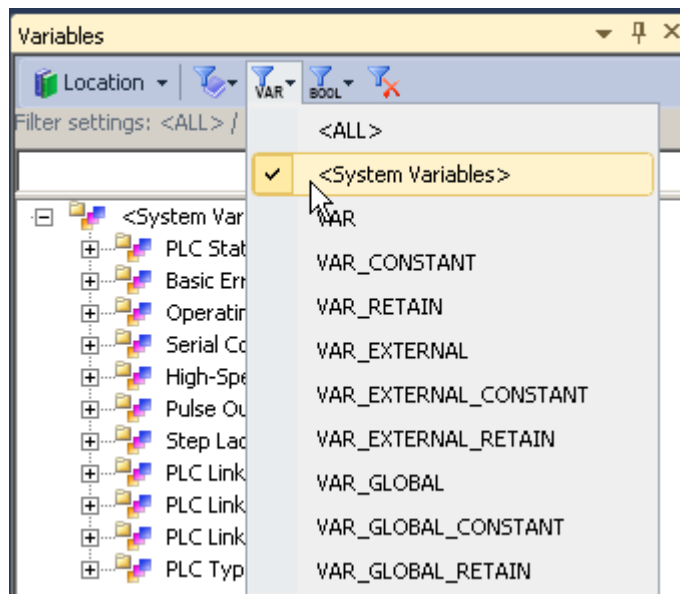 Variables
Location VAR BOOL
Filter settings: <ALL> /
<ALL>
<System Variables>
VAR
VAR_CONSTANT
VAR_RETAIN
VAR_EXTERNAL
VAR_EXTERNAL_CONSTANT
VAR_EXTERNAL_RETAIN
VAR_GLOBAL
VAR_GLOBAL_CONSTANT
VAR_GLOBAL_RETAIN
<System Var
PLC Stat
Basic Err
Operatin
Serial Co
High-Spe
Pulse Ou
Step Lad
PLC Link
PLC Link
PLC Link
PLC Typ